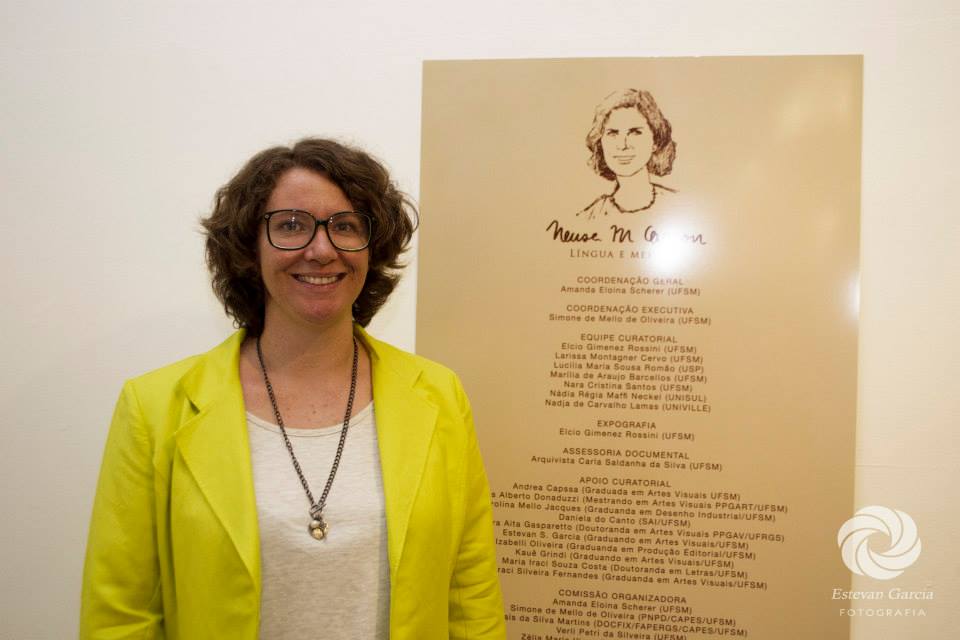 Neusa M
LÍNGUA E
COORDENAÇÃO GERAL
Amanda Eloina Scherer (UFSM)
COORDENAÇÃO EXECUTIVA
Simone de Mello de Oliveira (UFSM)
EQUIPE CURATORIAL
Elcio Gimenez Rossini (UFSM)
Larissa Montagner Cervo (UFSM)
Lucília Maria Sousa Romão (USP)
Marilia de Araujo Barcellos (UFSM)
Nara Cristina Santos (UFSM)
Nádia Régia Maffi Neckel (UNISUL)
Nadja de Carvalho Lamas (UNIVILLE)
EXPOGRAFIA
Elcio Gimenez Rossini (UFSM)
ASSESSORIA DOCUMENTAL
Arquivista Carla Saldanha da Silva (UFSM)
APOIO CURATORIAL
Andrea Capssa (Graduada em Artes Visuais UFSM)
Alberto Donaduzzi (Mestrando em Artes Visuais PPGART/UFSM)
Mello Jacques (Graduanda em Desenho Industrial/UFSM)
Daniela do Canto (SAI/UFSM)
Aita Gasparetto (Doutoranda em Artes Visuais PPGAV/UFRGS)
Estevan S. Garcia (Graduando em Artes Visuais/UFSM)
Izabelli Oliveira (Graduanda em Produção Editorial/UFSM)
Kauê Grindi (Graduando em Artes Visuais/UFSM)
Maria Iraci Souza Costa (Doutoranda em Letras/UFSM)
Silveira Fernandes (Graduanda em Artes Visuais/UFSM)
COMISSÃO ORGANIZADORA
Amanda Eloina Scherer (UFSM)
Simone de Mello de Oliveira (PNPD/CAPES/UFSM)
da Silva Martins (DOCFIX/FAPERGS/CAPES/UFSM)
Verli Petri da Silveira (UFSM)
Estevan Garcia
FOTOGRAFIA